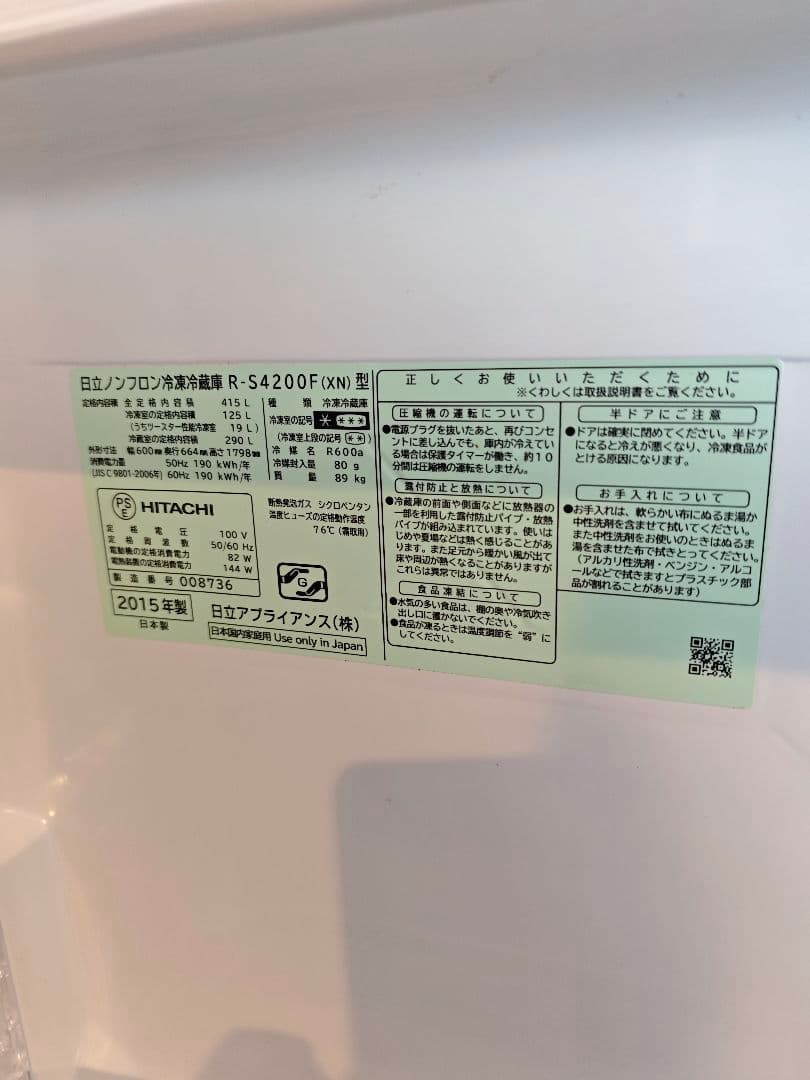 日立ノンフロン冷凍冷蔵庫 R-S4200F(XN) 型
定格内容積 全定格内容積 415 L
冷凍室の定格内容積 125 L
(うちツースター性能冷凍室 19 L)
冷蔵室の定格内容積 290 L
外形寸法 幅600mm 奥行664mm 高さ1798mm
消費電力量 50Hz 190 kWh/年
(JIS C 9801-2006年) 60Hz 190 kWh/年
種類 冷凍冷蔵庫
冷凍室の記号
(冷凍室上段の記号)
冷媒名 R600a
冷媒封入量 80 g
質量 89 kg
PS
E
HITACHI
定格電圧 100 V
定格周波数 50/60 Hz
電動機の定格消費電力 82 W
電熱装置の定格消費電力 144 W
製造番号 008736
断熱発泡ガス シクロペンタン
温度ヒューズの定格動作温度
76℃ (霜取用)
G
2015年製
日本製
日立アプライアンス(株)
日本国内家庭用 Use only in Japan
正しくお使いいただくために
※くわしくは取扱説明書をご覧ください。
圧縮機の運転について
●電源プラグを抜いたあと、再びコンセ
ントに差し込んでも、庫内が冷えてい
る場合は保護タイマーが働き、約10
分間は圧縮機の運転をしません。
露付防止と放熱について
●冷蔵庫の前面や側面などに放熱器の
一部を利用した露付防止パイプ・放熱
パイプが組み込まれています。使いは
じめや夏場などは熱く感じることがあ
ります。また足元から暖かい風が出て
床や周辺が熱くなることがありますが
これらは異常ではありません。
食品凍結について
●水気の多い食品は、棚の奥や冷気吹き
出し口に置かないでください。
●食品が凍るときは温度調節を“弱”に
してください。
半ドアにご注意
●ドアは確実に閉めてください。半ドア
になると冷えが悪くなり、冷凍食品が
とける原因になります。
お手入れについて
●お手入れは、軟らかい布にぬるま湯か
中性洗剤を含ませて拭いてください。
また中性洗剤をお使いのときはぬるま
湯を含ませた布で拭きとってください。
(アルカリ性洗剤・ベンジン・アルコ
ールなどで拭きますとプラスチック部
品が割れることがあります)